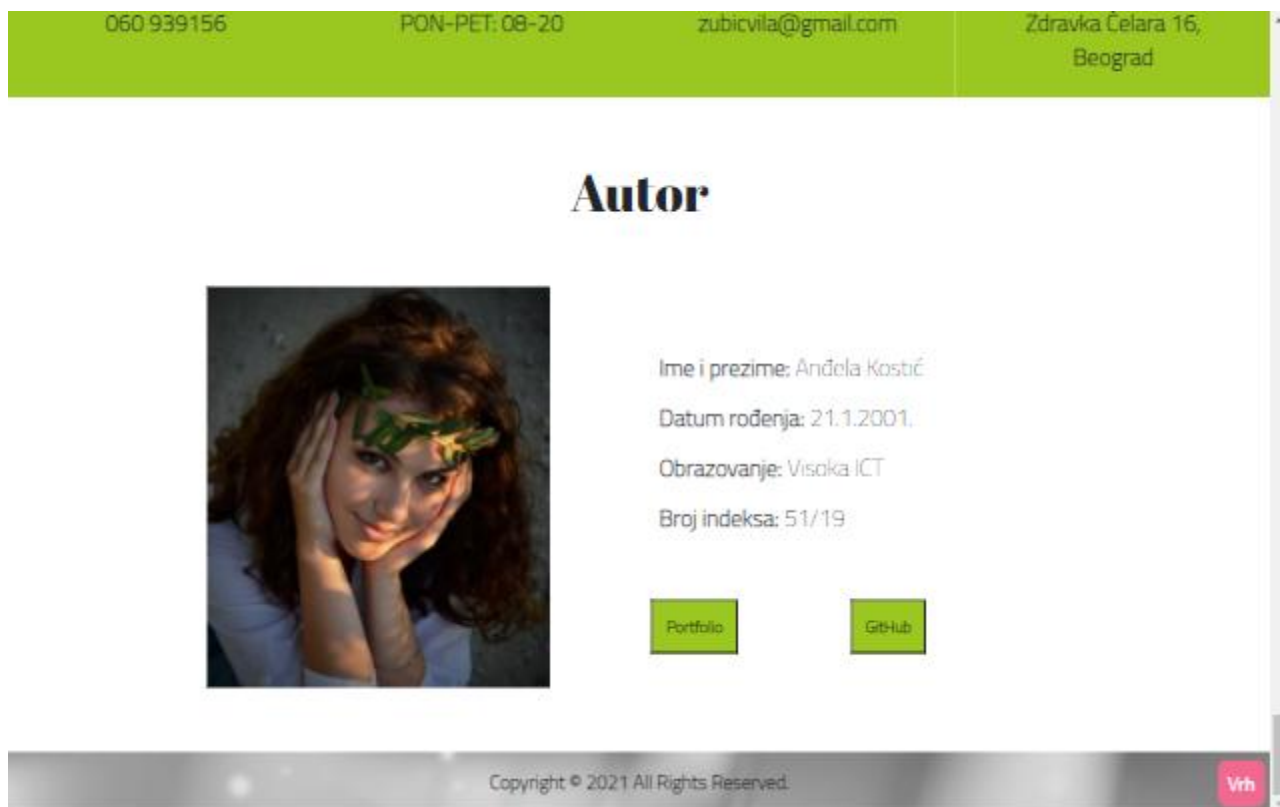 060 939156
PON-PET: 08-20
zubicvila@gmail.com
Zdravka Čelara 16,
Beograd
Autor
Ime i prezime: Anđela Kostić
Datum rođenja: 21.1.2001.
Obrazovanje: Visoka ICT
Broj indeksa: 51/19
Portfolio
GitHub
Copyright © 2021 All Rights Reserved.
Vrh